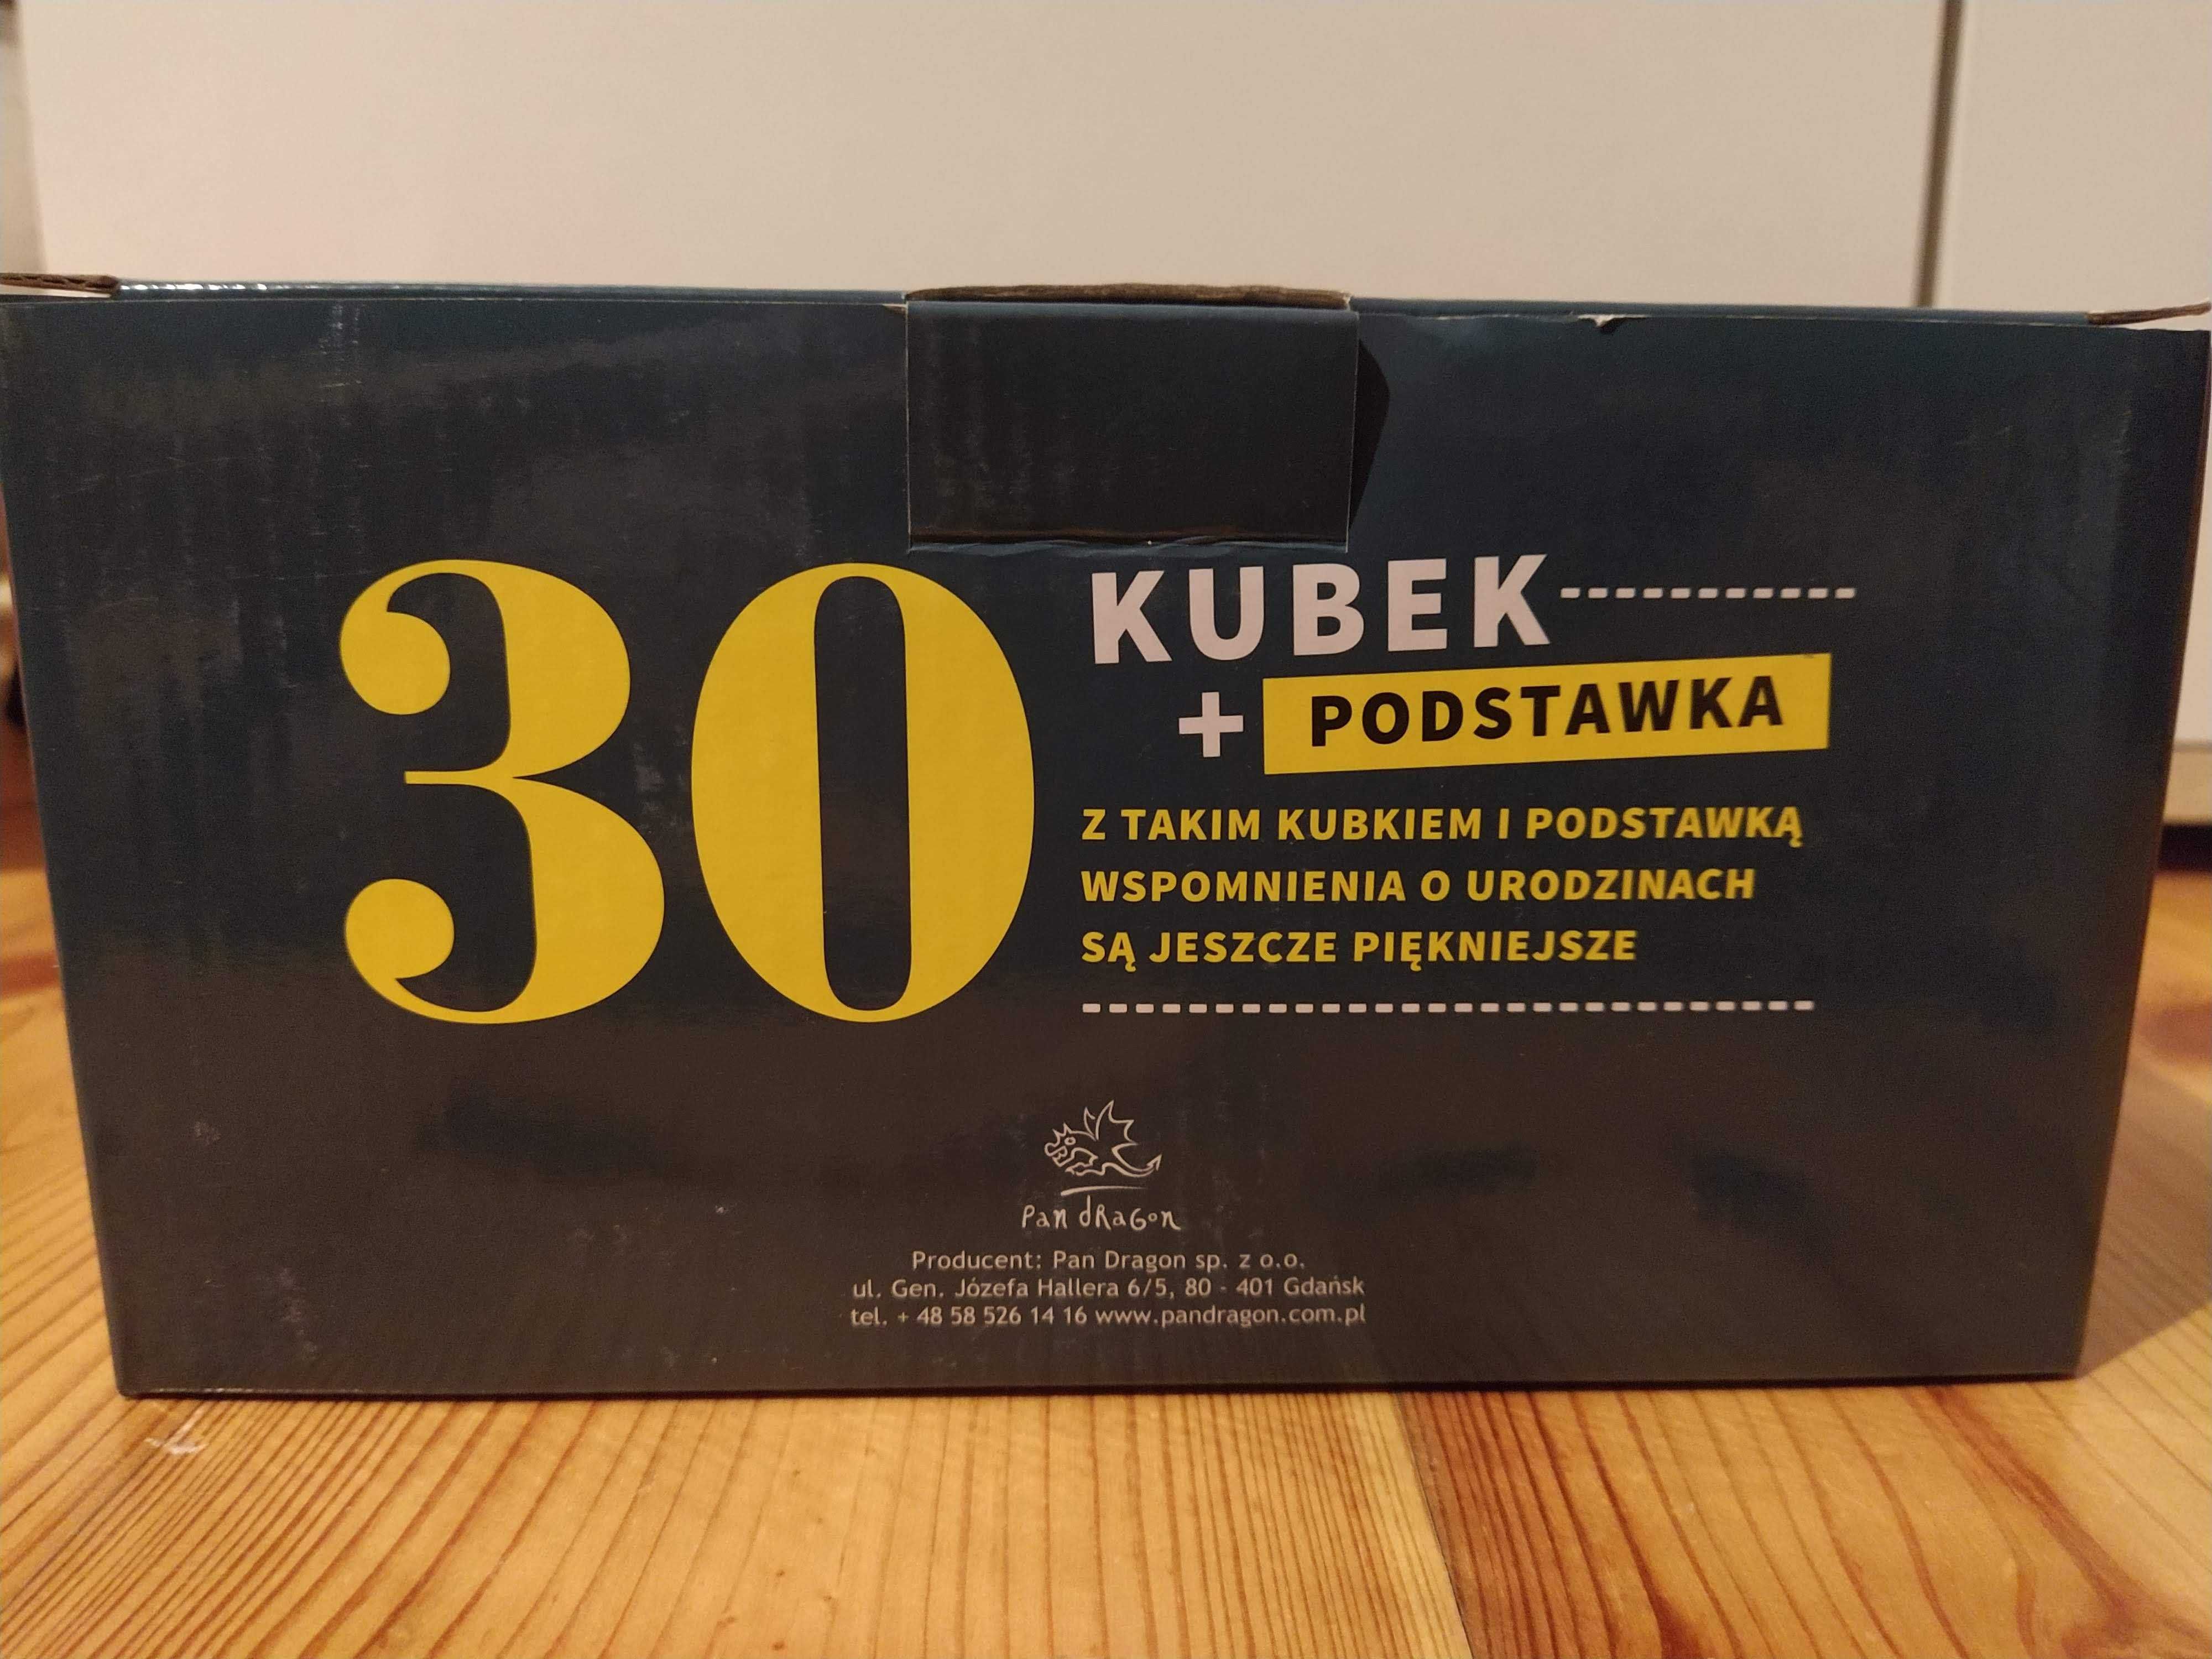 30
KUBEK
+ PODSTAWKA
Z TAKIM KUBKIEM I PODSTAWKĄ
WSPOMNIENIA O URODZINACH
SĄ JESZCZE PIĘKNIEJSZE
Pan dRaGon
Producent: Pan Dragon sp. z o.o.
ul. Gen. Józefa Hallera 6/5, 80 - 401 Gdańsk
tel. + 48 58 526 14 16 www.pandragon.com.pl